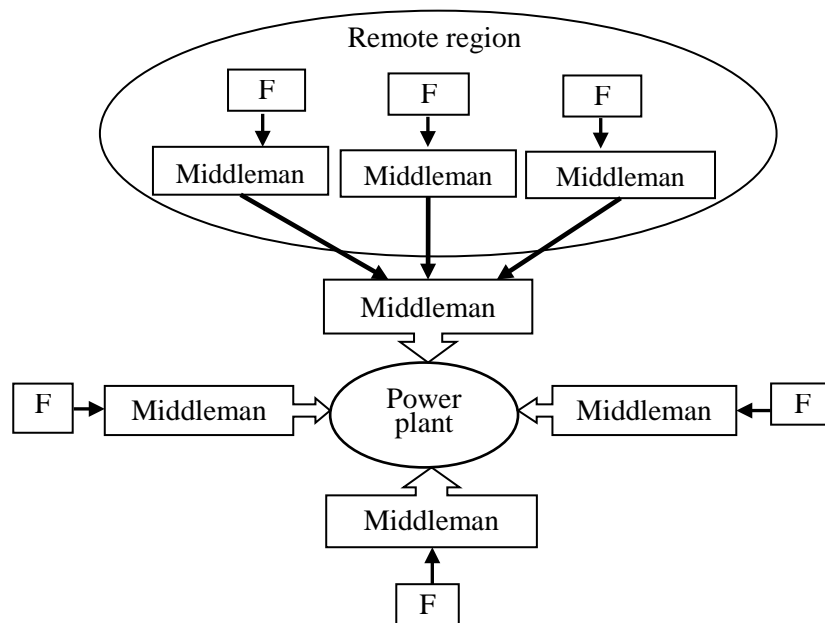 Remote region
F
F
F
Middleman
Middleman
Middleman
Middleman
F
Middleman
Power
plant
Middleman
F
Middleman
F